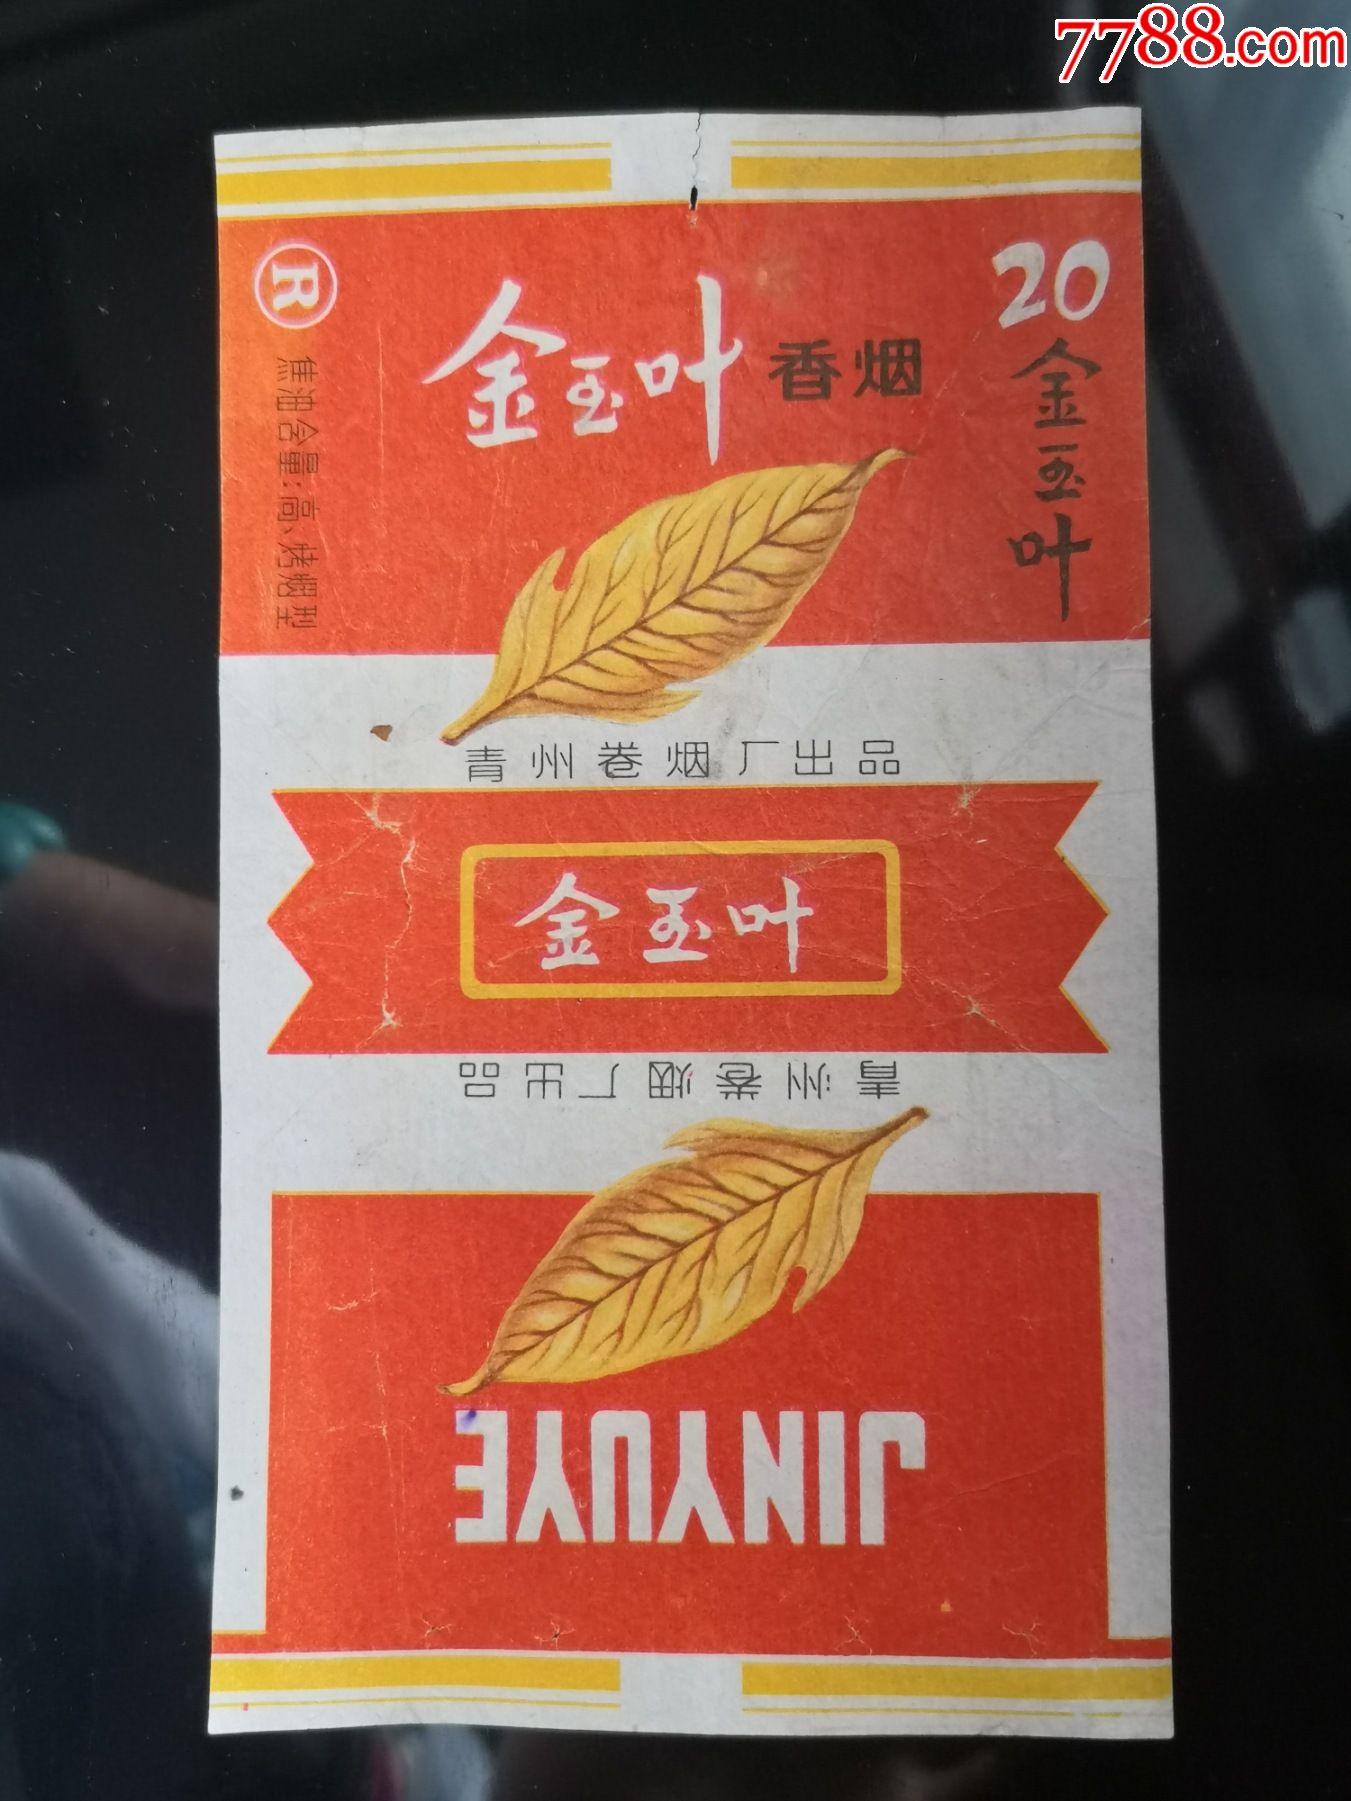 7788.com
Ⓡ
焦油含量:高、烤烟型
金玉叶 香烟
20
金玉叶
青州卷烟厂出品
金玉叶
青州卷烟厂出品
JINYUYE